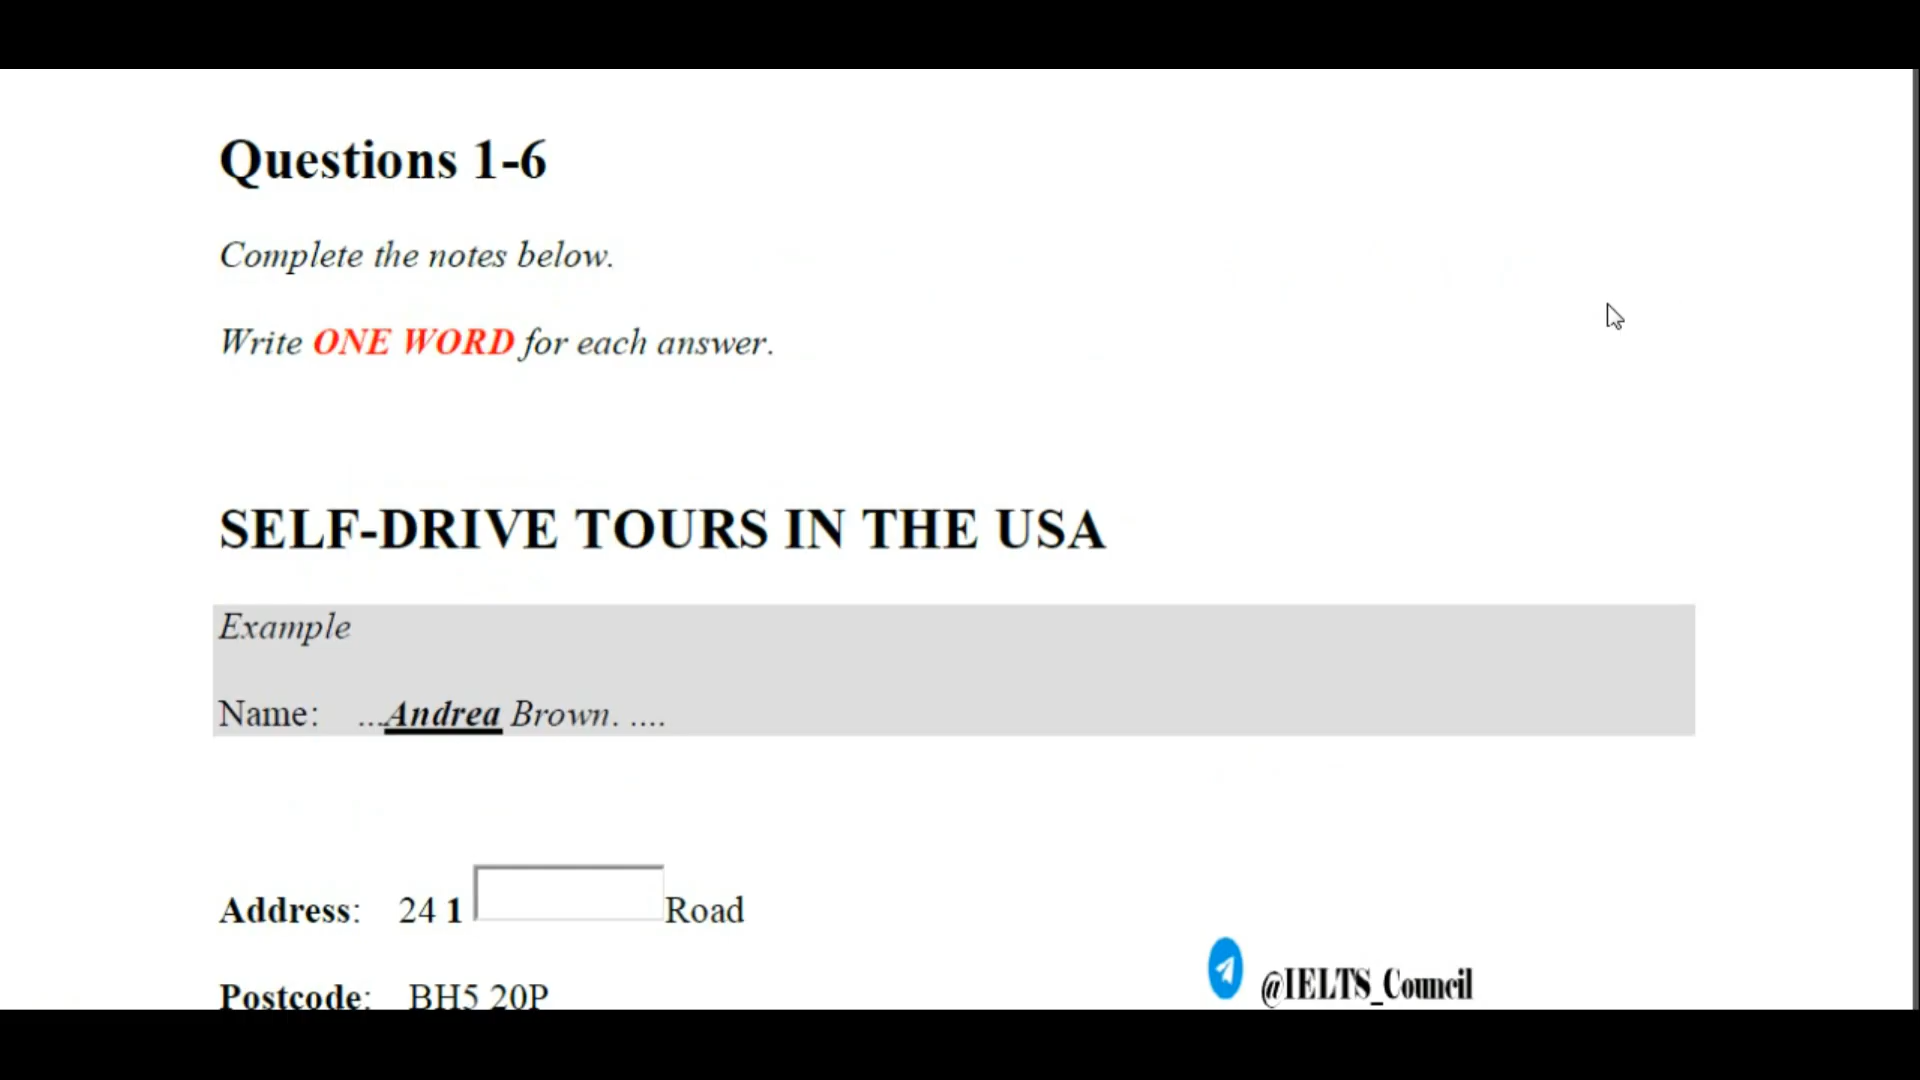 Questions 1-6
Complete the notes below.
Write ONE WORD for each answer.
SELF-DRIVE TOURS IN THE USA
Example
Name: ...Andrea Brown. ....
Address: 24 1 Road
Postcode: BH5 20P
@IELTS_Council